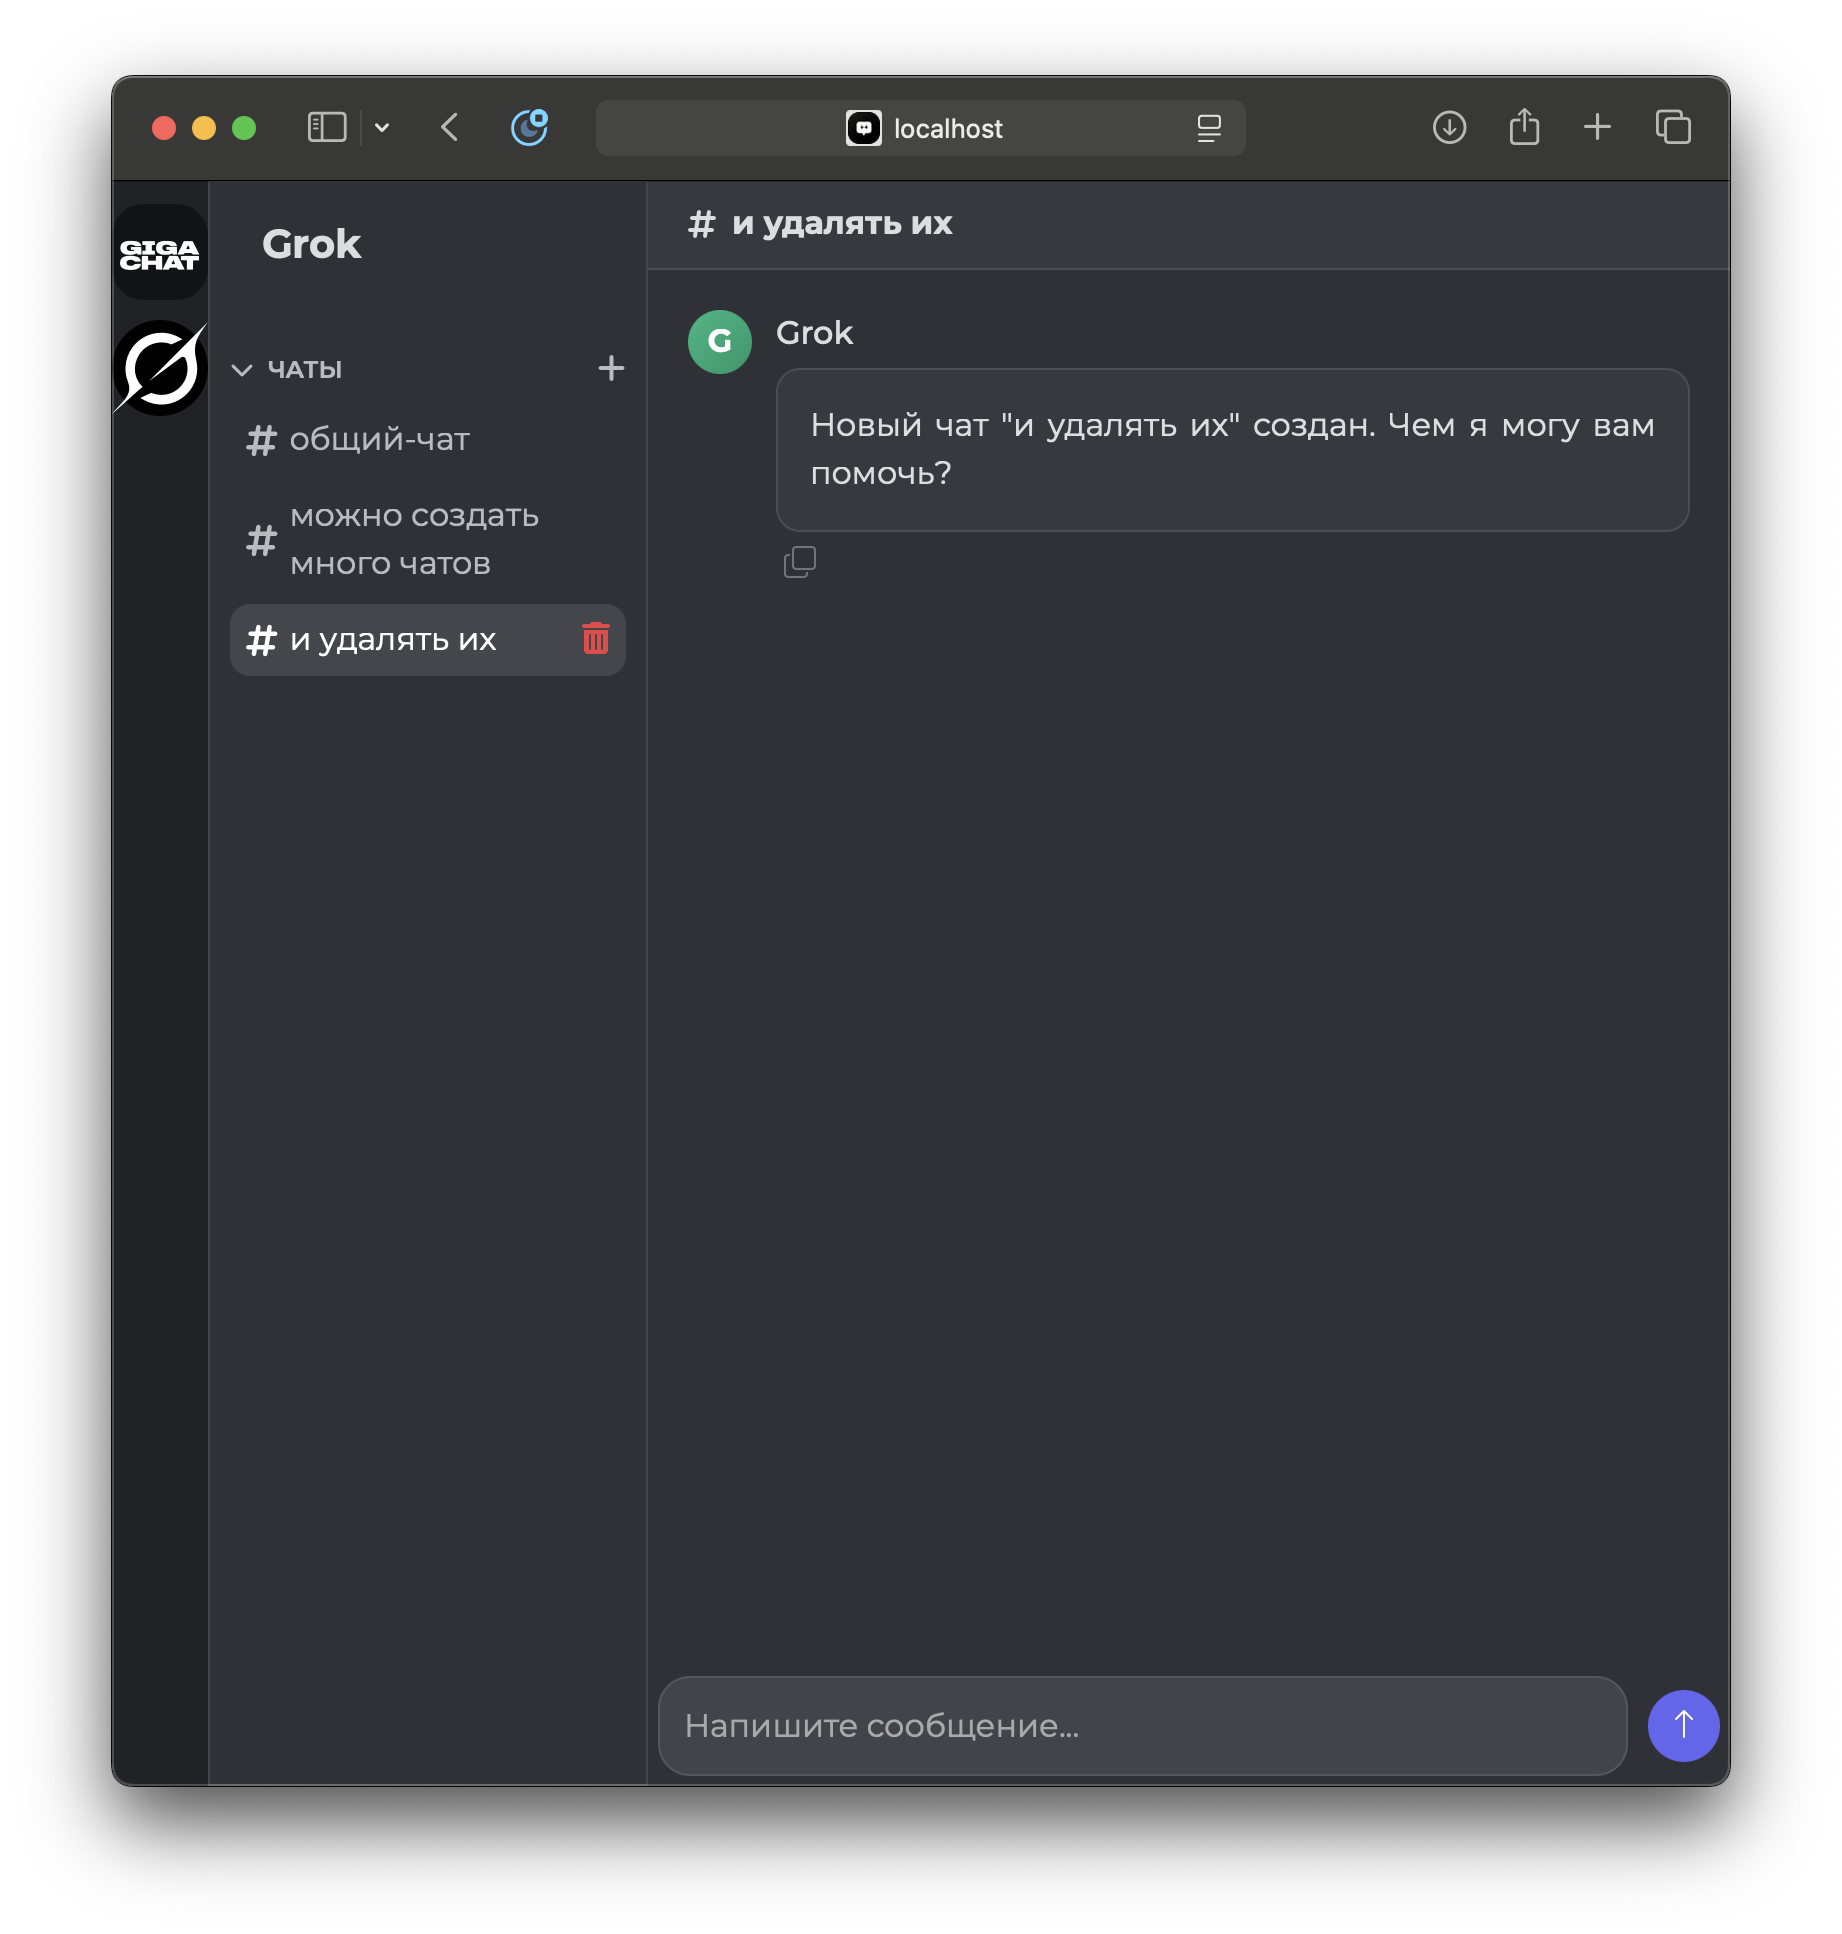 localhost
GIGA
CHAT
Grok
ЧАТЫ
# общий-чат
# можно создать
много чатов
# и удалять их
# и удалять их
G
Grok
Новый чат "и удалять их" создан. Чем я могу вам
помочь?
Напишите сообщение...